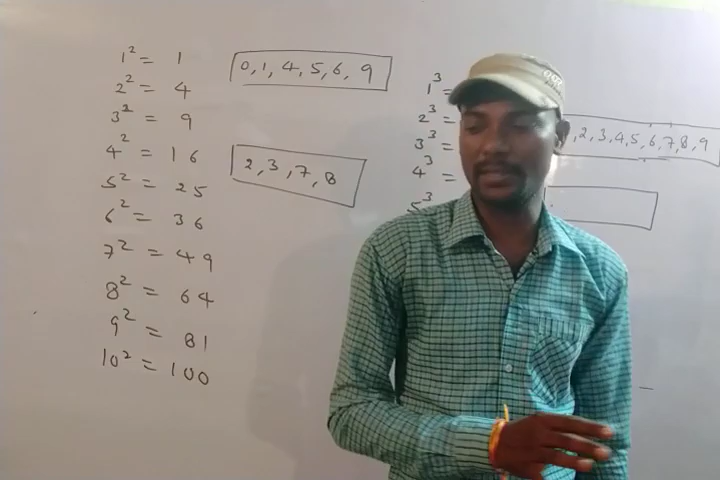 1² = 1
2² = 4
3² = 9
4² = 16
5² = 25
6² = 36
7² = 49
8² = 64
9² = 81
10² = 100
0, 1, 4, 5, 6, 9
2, 3, 7, 8
1³ =
2³ =
3³ =
4³ =
5³
, 2, 3, 4, 5, 6, 7, 8, 9